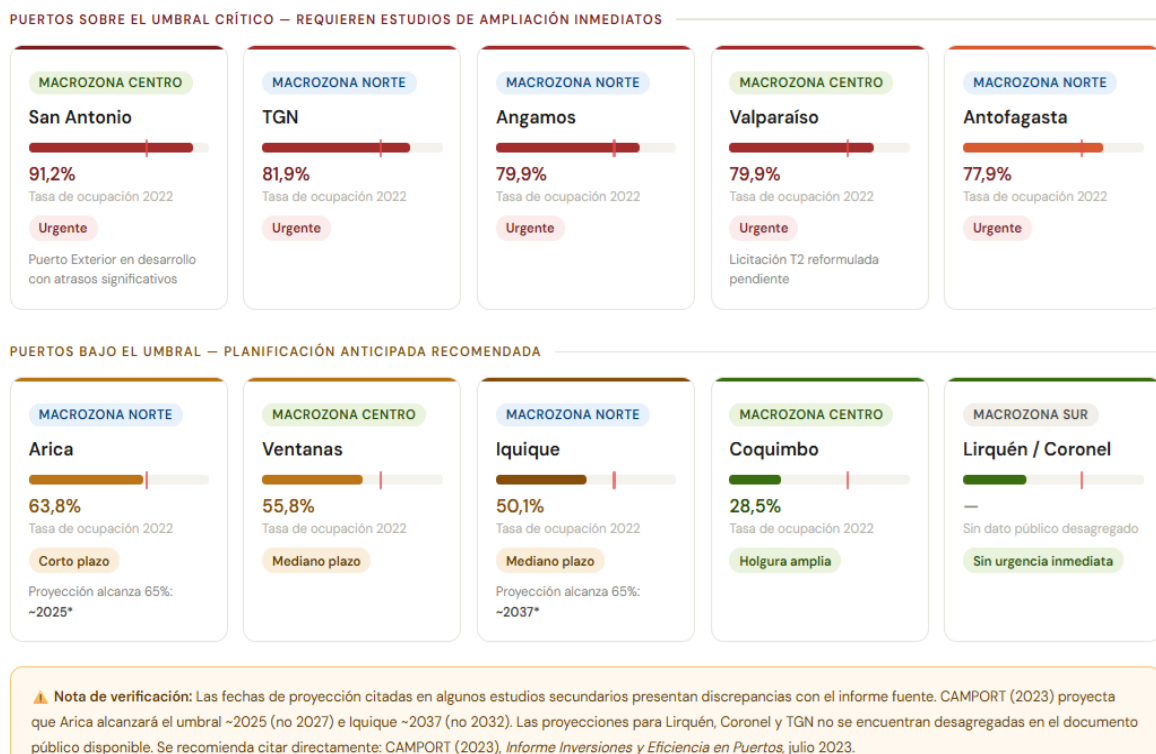 PUERTOS SOBRE EL UMBRAL CRÍTICO — REQUIEREN ESTUDIOS DE AMPLIACIÓN INMEDIATOS
MACROZONA CENTRO
San Antonio
91,2%
Tasa de ocupación 2022
Urgente
Puerto Exterior en desarrollo
con atrasos significativos
MACROZONA NORTE
TGN
81,9%
Tasa de ocupación 2022
Urgente
MACROZONA NORTE
Angamos
79,9%
Tasa de ocupación 2022
Urgente
MACROZONA CENTRO
Valparaíso
79,9%
Tasa de ocupación 2022
Urgente
Licitación T2 reformulada
pendiente
MACROZONA NORTE
Antofagasta
77,9%
Tasa de ocupación 2022
Urgente
PUERTOS BAJO EL UMBRAL — PLANIFICACIÓN ANTICIPADA RECOMENDADA
MACROZONA NORTE
Arica
63,8%
Tasa de ocupación 2022
Corto plazo
Proyección alcanza 65%:
~2025*
MACROZONA CENTRO
Ventanas
55,8%
Tasa de ocupación 2022
Mediano plazo
MACROZONA NORTE
Iquique
50,1%
Tasa de ocupación 2022
Mediano plazo
Proyección alcanza 65%:
~2037*
MACROZONA CENTRO
Coquimbo
28,5%
Tasa de ocupación 2022
Holgura amplia
MACROZONA SUR
Lirquén / Coronel
—
Sin dato público desagregado
Sin urgencia inmediata
⚠ Nota de verificación: Las fechas de proyección citadas en algunos estudios secundarios presentan discrepancias con el informe fuente. CAMPORT (2023) proyecta
que Arica alcanzará el umbral ~2025 (no 2027) e Iquique ~2037 (no 2032). Las proyecciones para Lirquén, Coronel y TGN no se encuentran desagregadas en el documento
público disponible. Se recomienda citar directamente: CAMPORT (2023), Informe Inversiones y Eficiencia en Puertos, julio 2023.